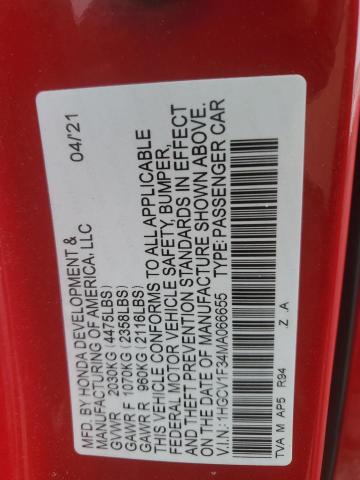 MFD. BY HONDA DEVELOPMENT &
MANUFACTURING OF AMERICA, LLC
04/21
GVWR 2030KG (4475LBS)
GAWR F 1070KG (2358LBS)
GAWR R 960KG (2116LBS)
THIS VEHICLE CONFORMS TO ALL APPLICABLE
FEDERAL MOTOR VEHICLE SAFETY, BUMPER,
AND THEFT PREVENTION STANDARDS IN EFFECT
ON THE DATE OF MANUFACTURE SHOWN ABOVE.
V.I.N.: 1HGCV1F34MA066655 TYPE: PASSENGER CAR
TVA M AP5 R94 Z A